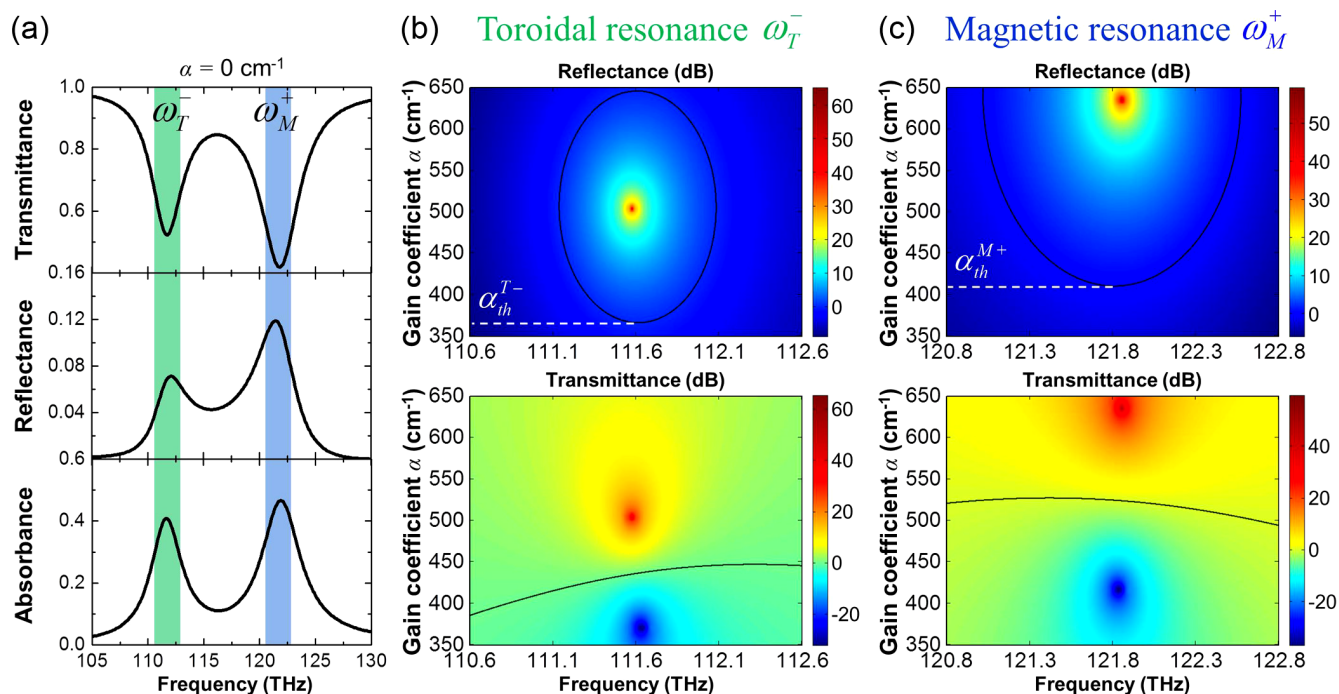 (a)
α = 0 cm⁻¹
ω_T^-
ω_M^+
Transmittance
1.0
0.8
0.6
Reflectance
0.16
0.12
0.08
0.04
Absorbance
0.6
0.4
0.2
0.0
105 110 115 120 125 130
Frequency (THz)
(b) Toroidal resonance ω_T^-
Reflectance (dB)
Gain coefficient α (cm⁻¹)
650
600
550
500
450
400
350
α_th^{T-}
110.6 111.1 111.6 112.1 112.6
60
50
40
30
20
10
0
Transmittance (dB)
Gain coefficient α (cm⁻¹)
650
600
550
500
450
400
350
110.6 111.1 111.6 112.1 112.6
Frequency (THz)
60
40
20
0
-20
(c) Magnetic resonance ω_M^+
Reflectance (dB)
Gain coefficient α (cm⁻¹)
650
600
550
500
450
400
350
α_th^{M+}
120.8 121.3 121.8 122.3 122.8
50
40
30
20
10
0
Transmittance (dB)
Gain coefficient α (cm⁻¹)
650
600
550
500
450
400
350
120.8 121.3 121.8 122.3 122.8
Frequency (THz)
40
20
0
-20